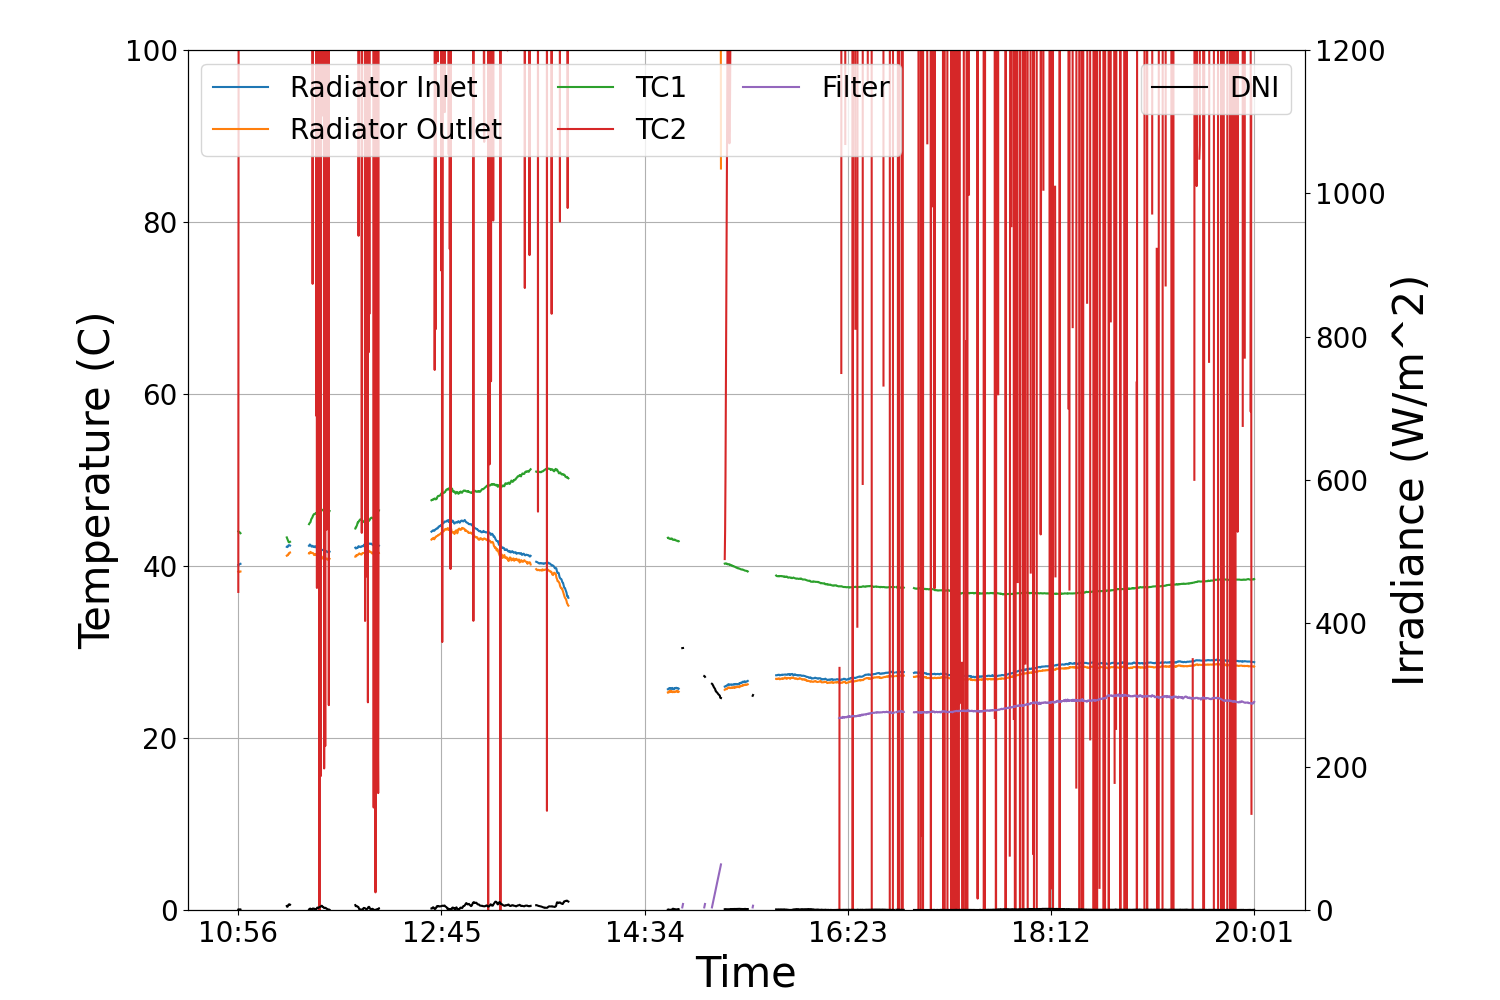 100
80
60
40
20
0
Temperature (C)
Radiator Inlet
Radiator Outlet
TC1
TC2
Filter
DNI
1200
1000
800
600
400
200
0
Irradiance (W/m^2)
10:56
12:45
14:34
16:23
18:12
20:01
Time